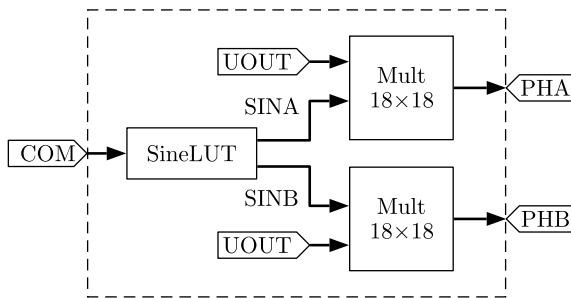 UOUT
Mult
18×18
PHA
SINA
COM
SineLUT
SINB
Mult
18×18
PHB
UOUT